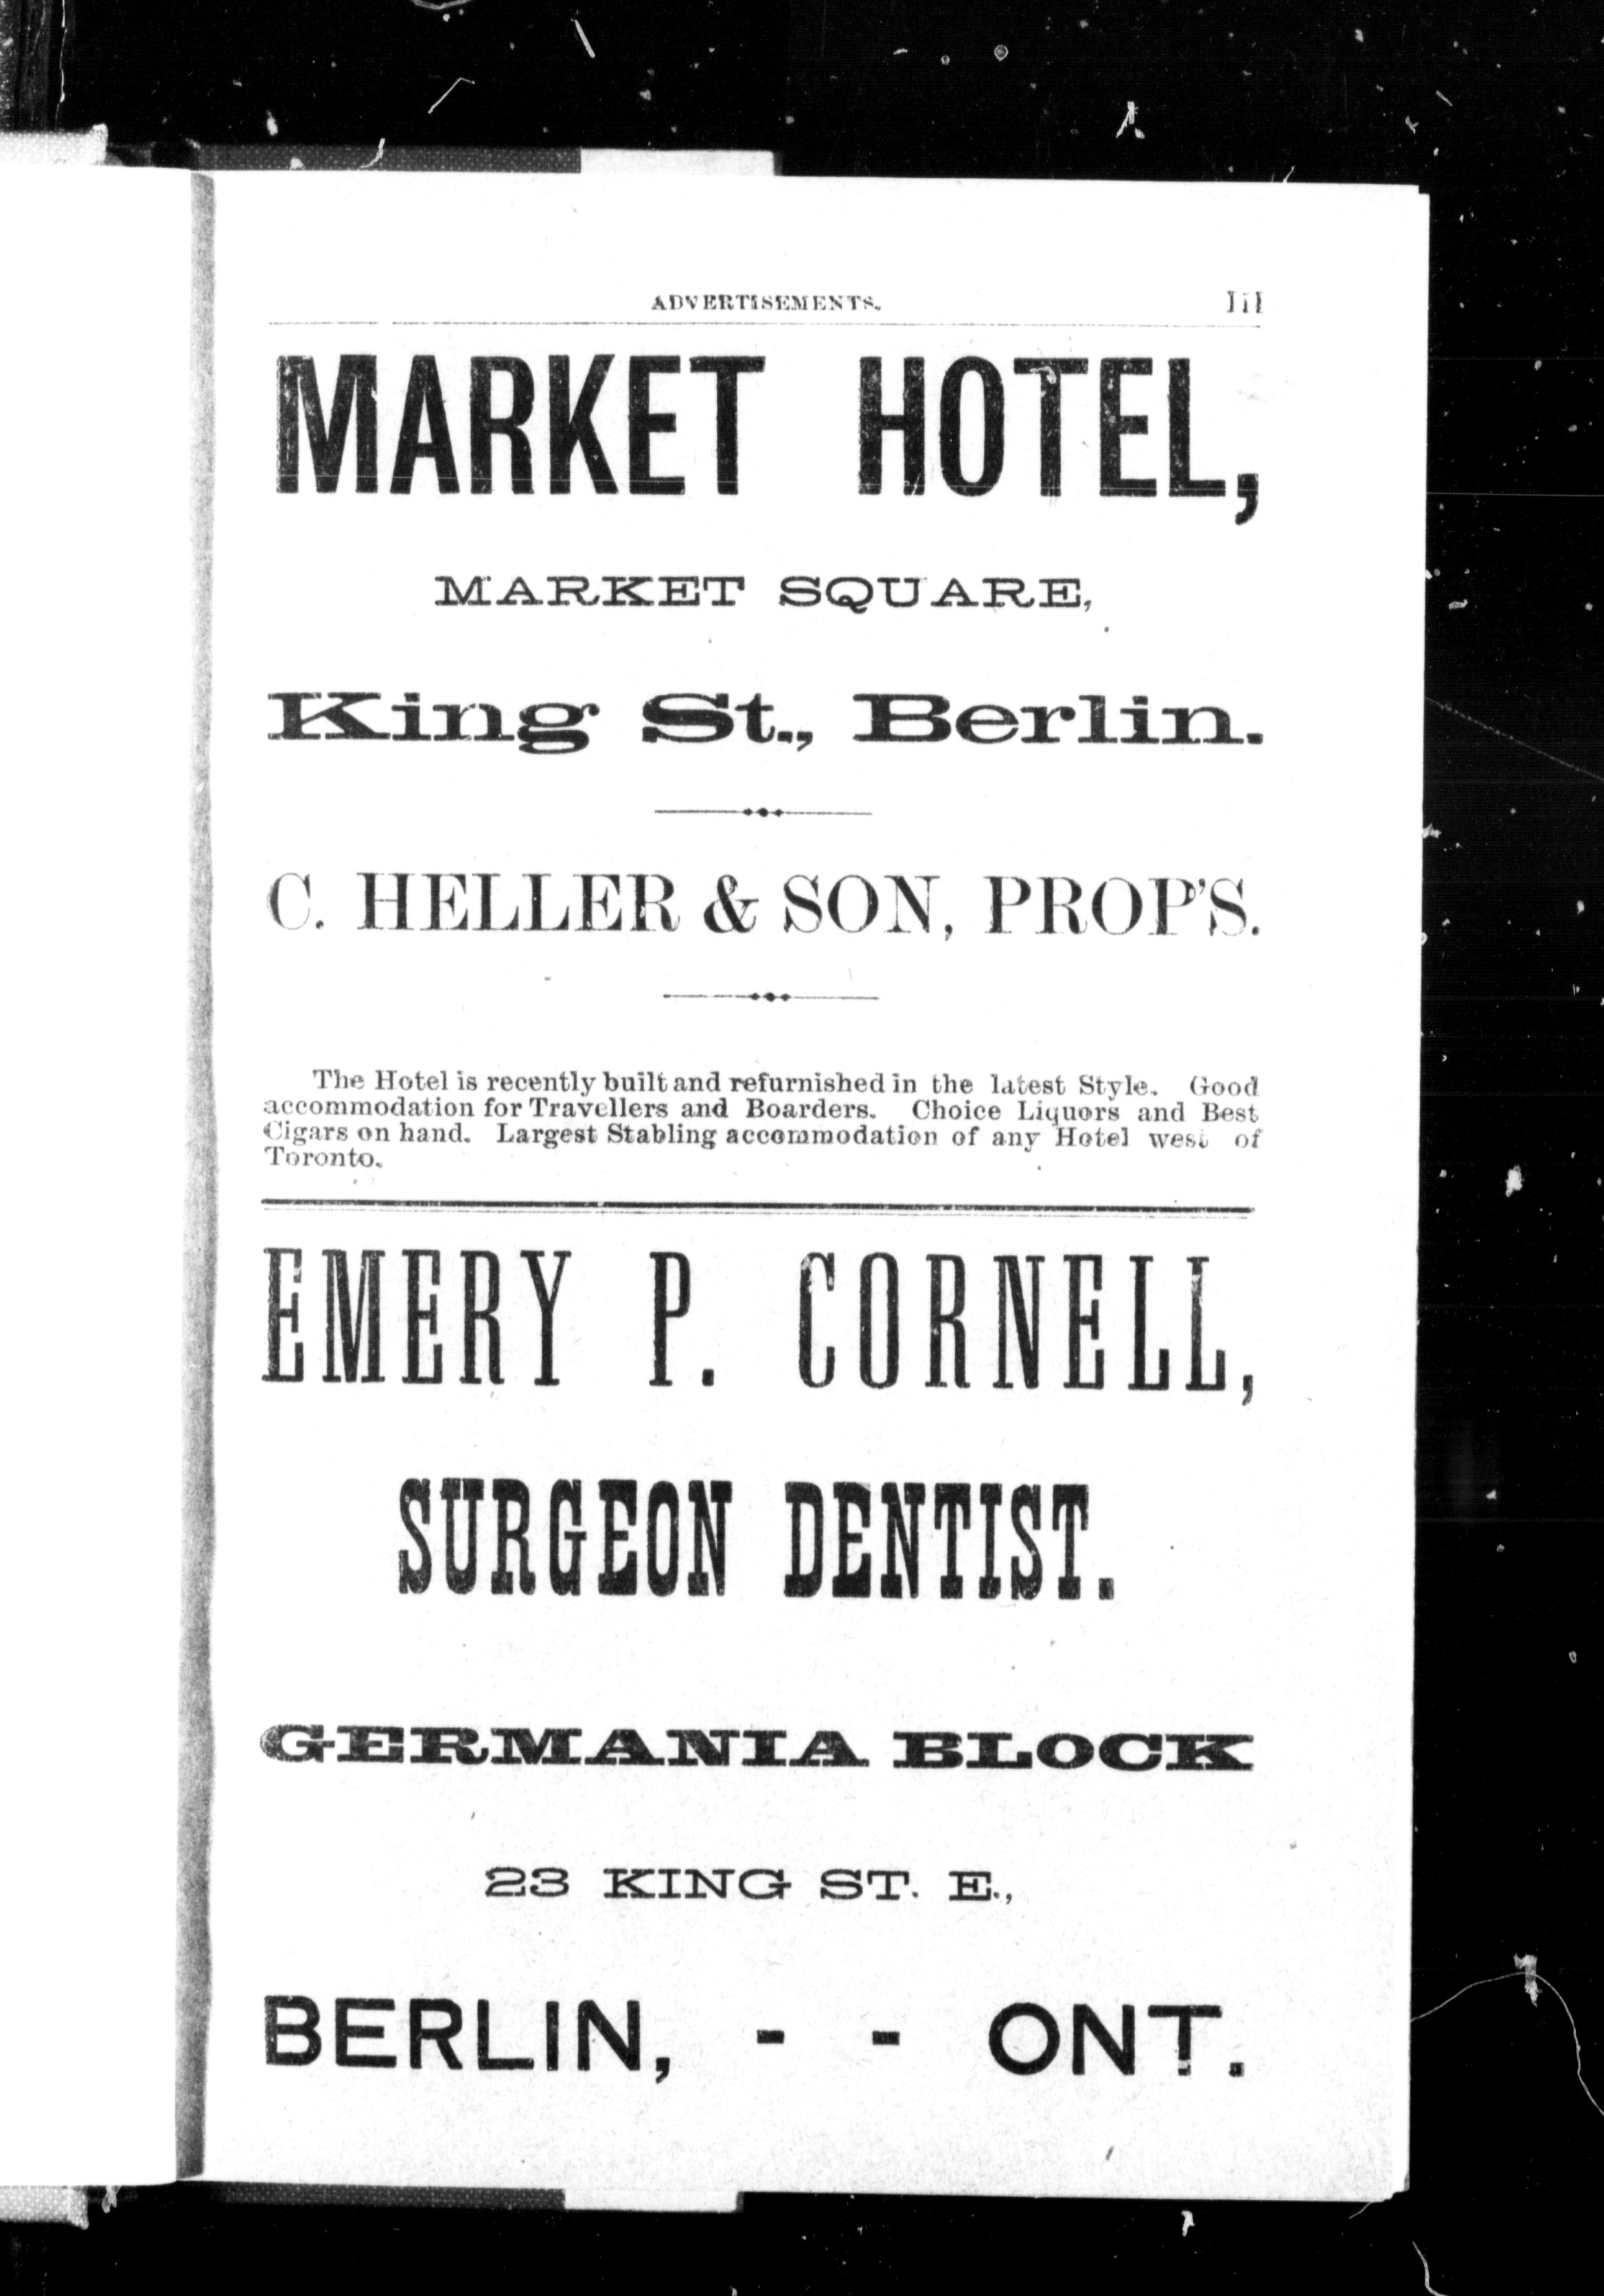 ADVERTISEMENTS. III
MARKET HOTEL,
MARKET SQUARE,
King St., Berlin.
C. HELLER & SON, PROP'S.
The Hotel is recently built and refurnished in the latest Style. Good
accommodation for Travellers and Boarders. Choice Liquors and Best
Cigars on hand. Largest Stabling accommodation of any Hotel west of
Toronto.
EMERY P. CORNELL,
SURGEON DENTIST.
GERMANIA BLOCK
23 KING ST. E.,
BERLIN, - - ONT.